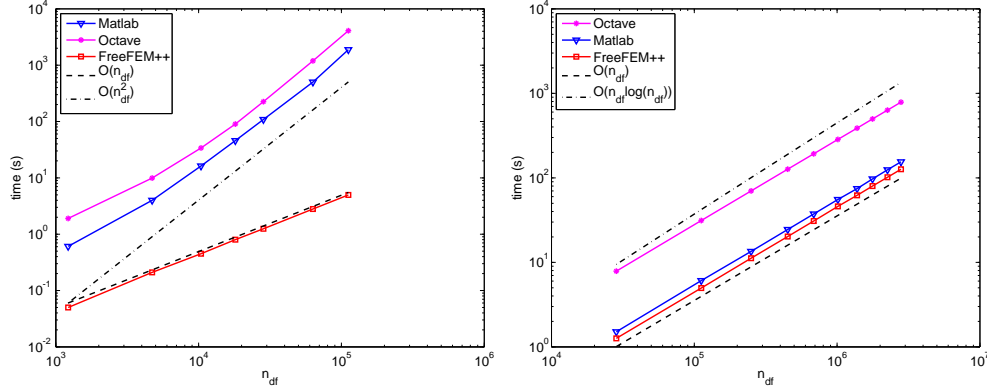 Matlab
Octave
FreeFEM++
O(n_df)
O(n_df^2)
10^4
10^3
10^2
10^1
10^0
10^-1
10^-2
time (s)
10^3
10^4
10^5
10^6
n_df
Octave
Matlab
FreeFEM++
O(n_df)
O(n_df log(n_df))
10^4
10^3
10^2
10^1
10^0
time (s)
10^4
10^5
10^6
10^7
n_df